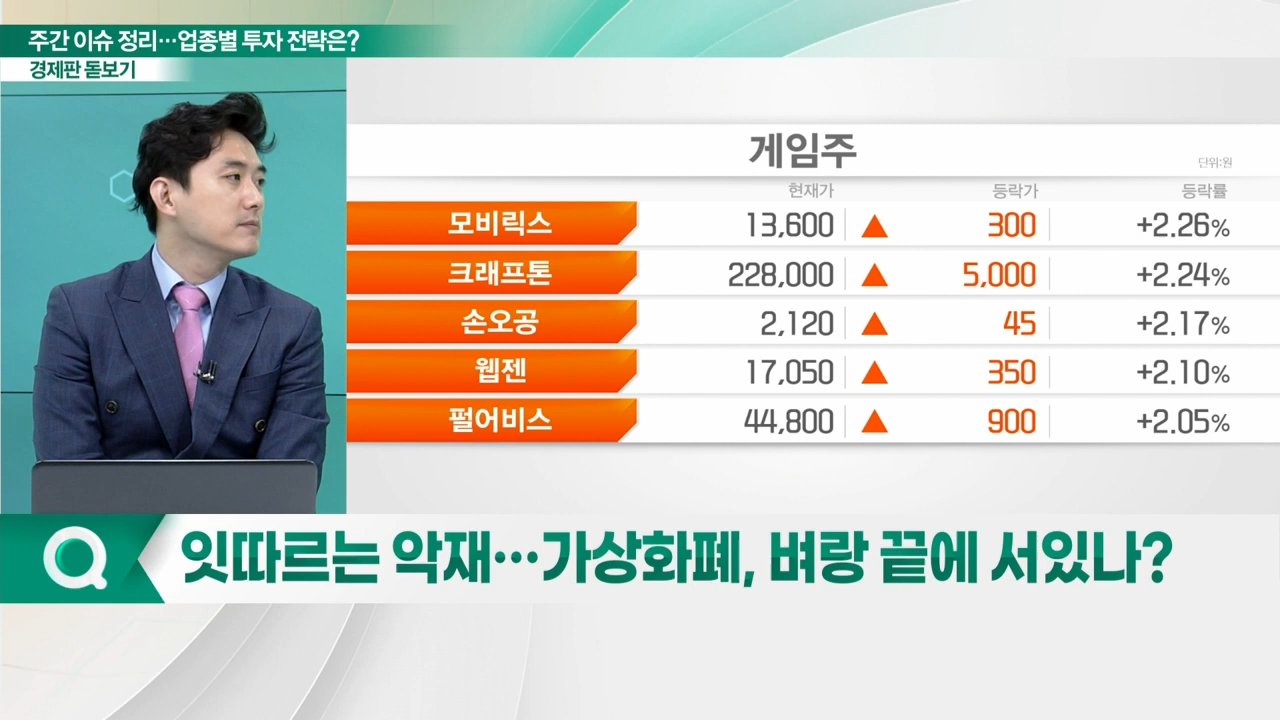 주간 이슈 정리…업종별 투자 전략은?
경제판 돋보기
게임주
단위:원
현재가 등락가 등락률
모비릭스 13,600 ▲ 300 +2.26%
크래프톤 228,000 ▲ 5,000 +2.24%
손오공 2,120 ▲ 45 +2.17%
웹젠 17,050 ▲ 350 +2.10%
펄어비스 44,800 ▲ 900 +2.05%
Q 잇따르는 악재…가상화폐, 벼랑 끝에 서있나?